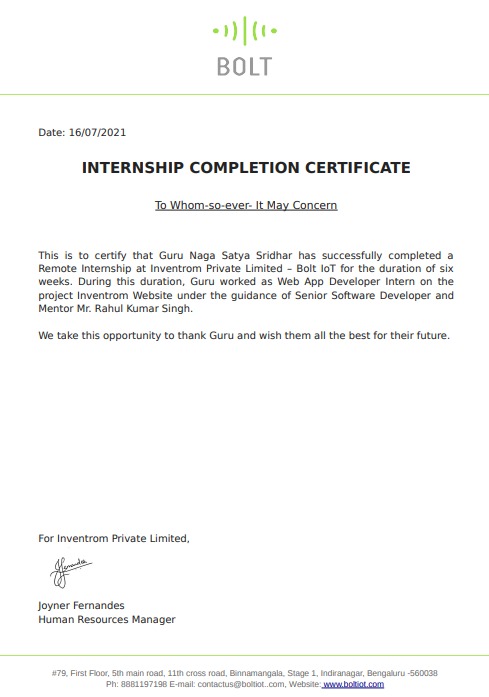 BOLT
Date: 16/07/2021
INTERNSHIP COMPLETION CERTIFICATE
To Whom-so-ever- It May Concern
This is to certify that Guru Naga Satya Sridhar has successfully completed a
Remote Internship at Inventrom Private Limited – Bolt IoT for the duration of six
weeks. During this duration, Guru worked as Web App Developer Intern on the
project Inventrom Website under the guidance of Senior Software Developer and
Mentor Mr. Rahul Kumar Singh.
We take this opportunity to thank Guru and wish them all the best for their future.
For Inventrom Private Limited,
Joyner Fernandes
Human Resources Manager
#79, First Floor, 5th main road, 11th cross road, Binnamangala, Stage 1, Indiranagar, Bengaluru -560038
Ph: 8881197198 E-mail: contactus@boltiot..com, Website: www.boltiot.com